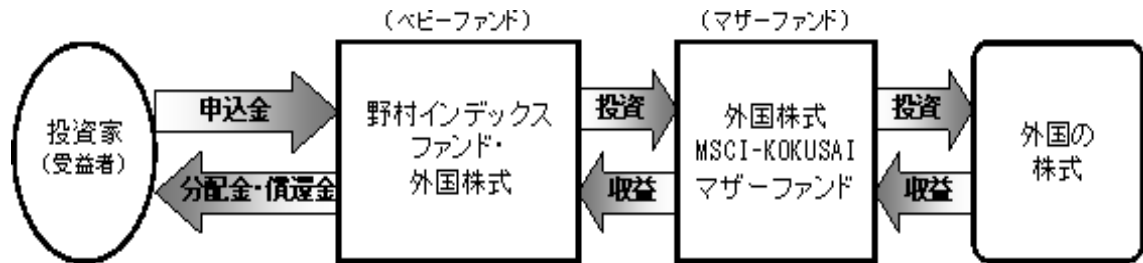 (ベビーファンド)
(マザーファンド)
投資家
(受益者)
申込金
分配金・償還金
野村インデックス
ファンド・
外国株式
投資
収益
外国株式
MSCI-KOKUSAI
マザーファンド
投資
収益
外国の
株式